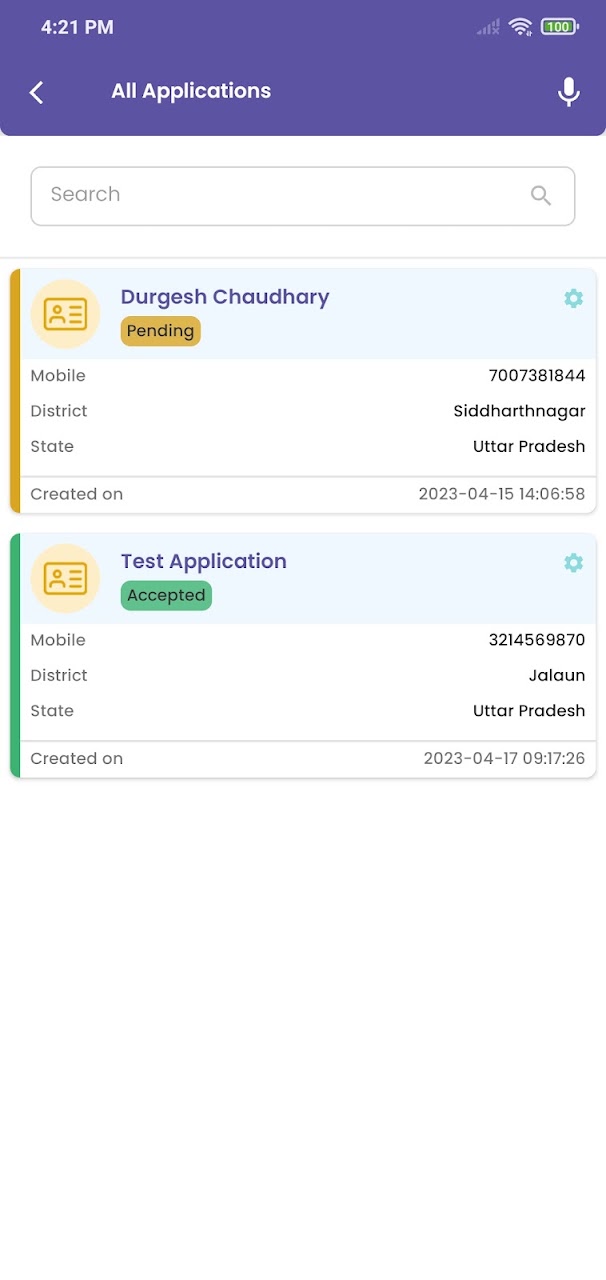 4:21 PM
100
All Applications
Search
Durgesh Chaudhary
Pending
Mobile 7007381844
District Siddharthnagar
State Uttar Pradesh
Created on 2023-04-15 14:06:58
Test Application
Accepted
Mobile 3214569870
District Jalaun
State Uttar Pradesh
Created on 2023-04-17 09:17:26